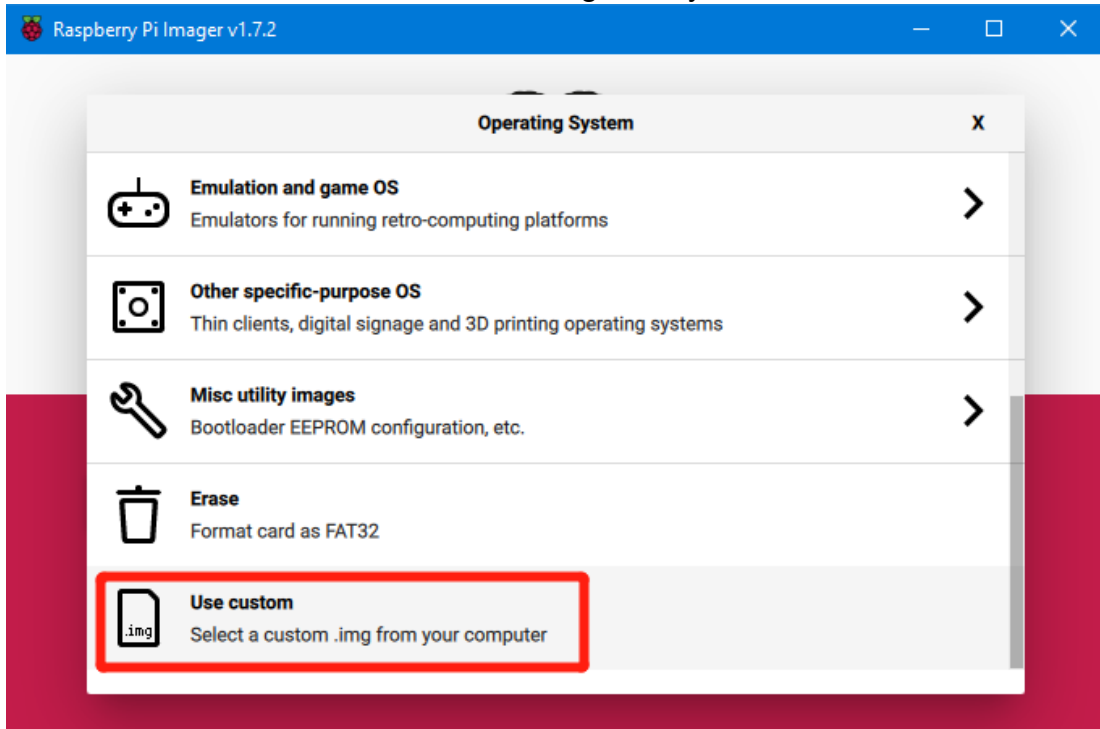 Raspberry Pi Imager v1.7.2
Operating System X
Emulation and game OS
Emulators for running retro-computing platforms
Other specific-purpose OS
Thin clients, digital signage and 3D printing operating systems
Misc utility images
Bootloader EEPROM configuration, etc.
Erase
Format card as FAT32
Use custom
.img
Select a custom .img from your computer